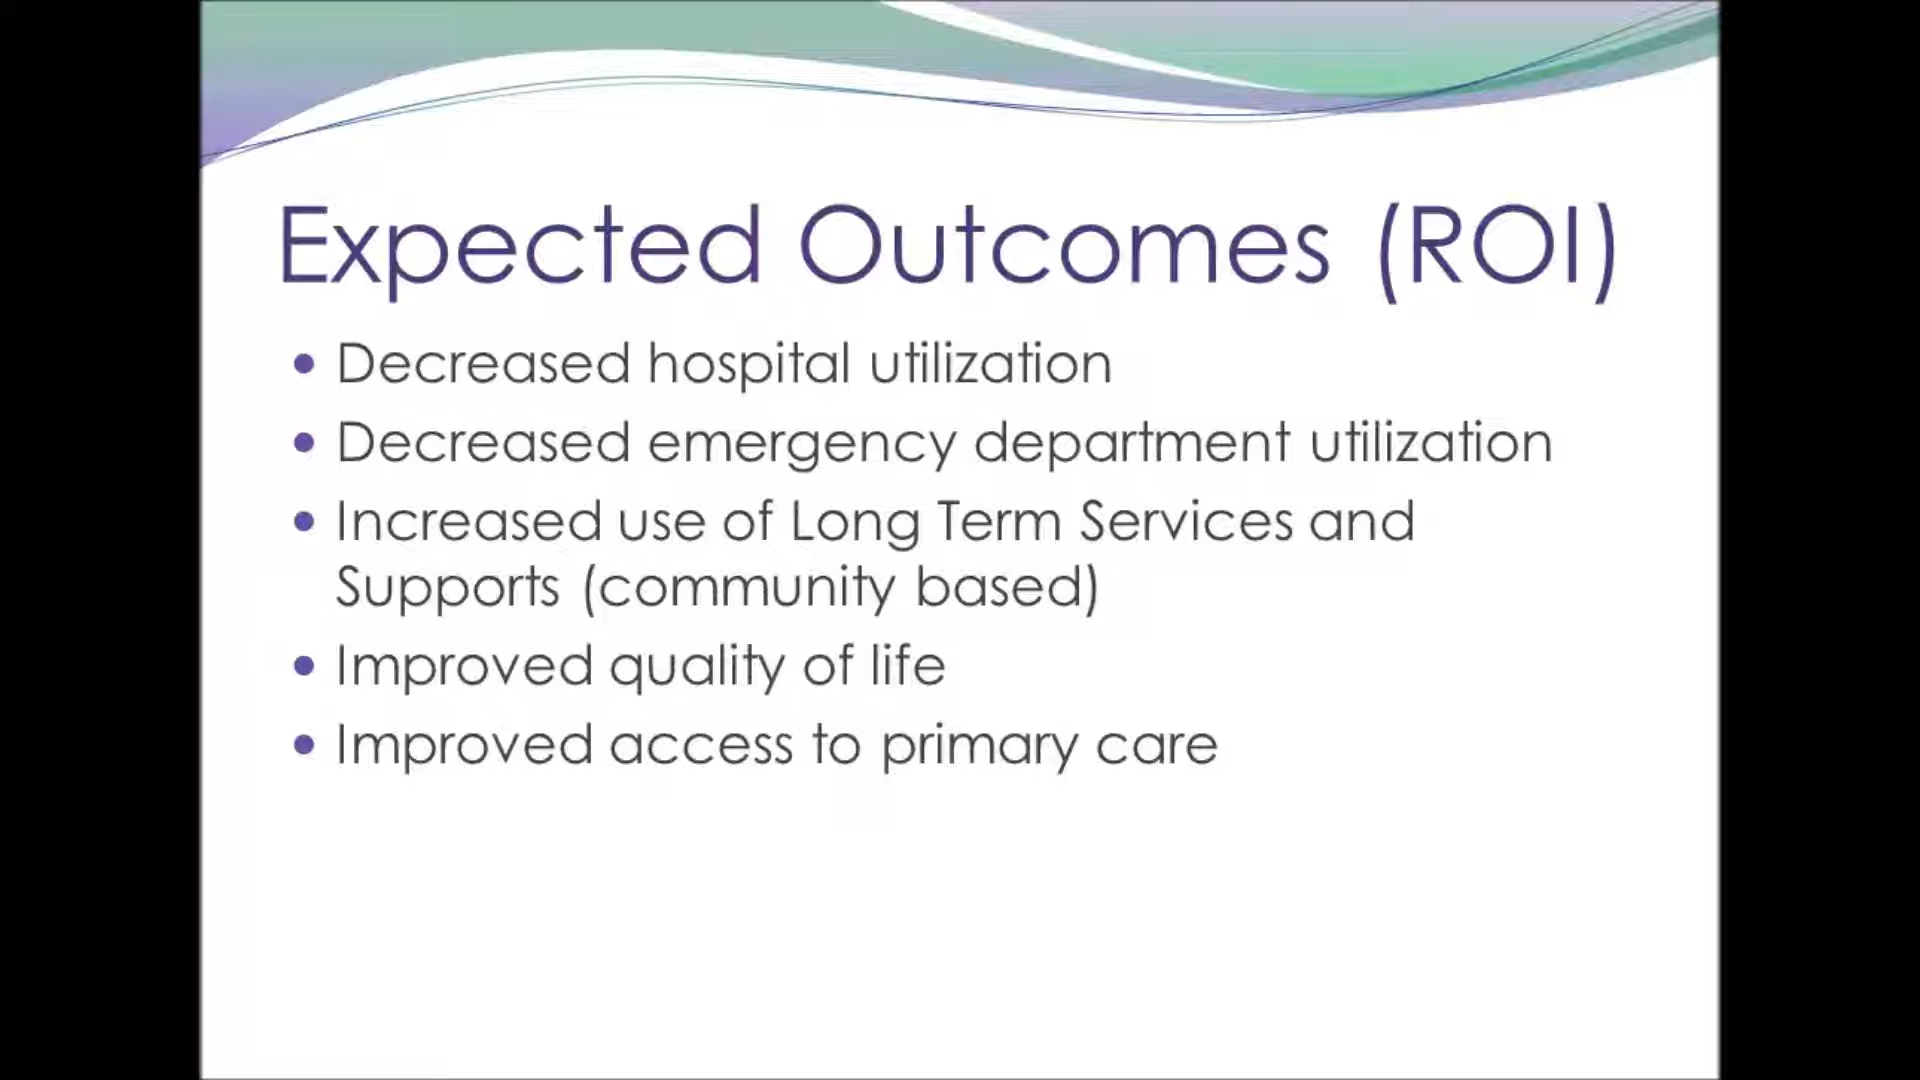 Expected Outcomes (ROI)
• Decreased hospital utilization
• Decreased emergency department utilization
• Increased use of Long Term Services and
Supports (community based)
• Improved quality of life
• Improved access to primary care